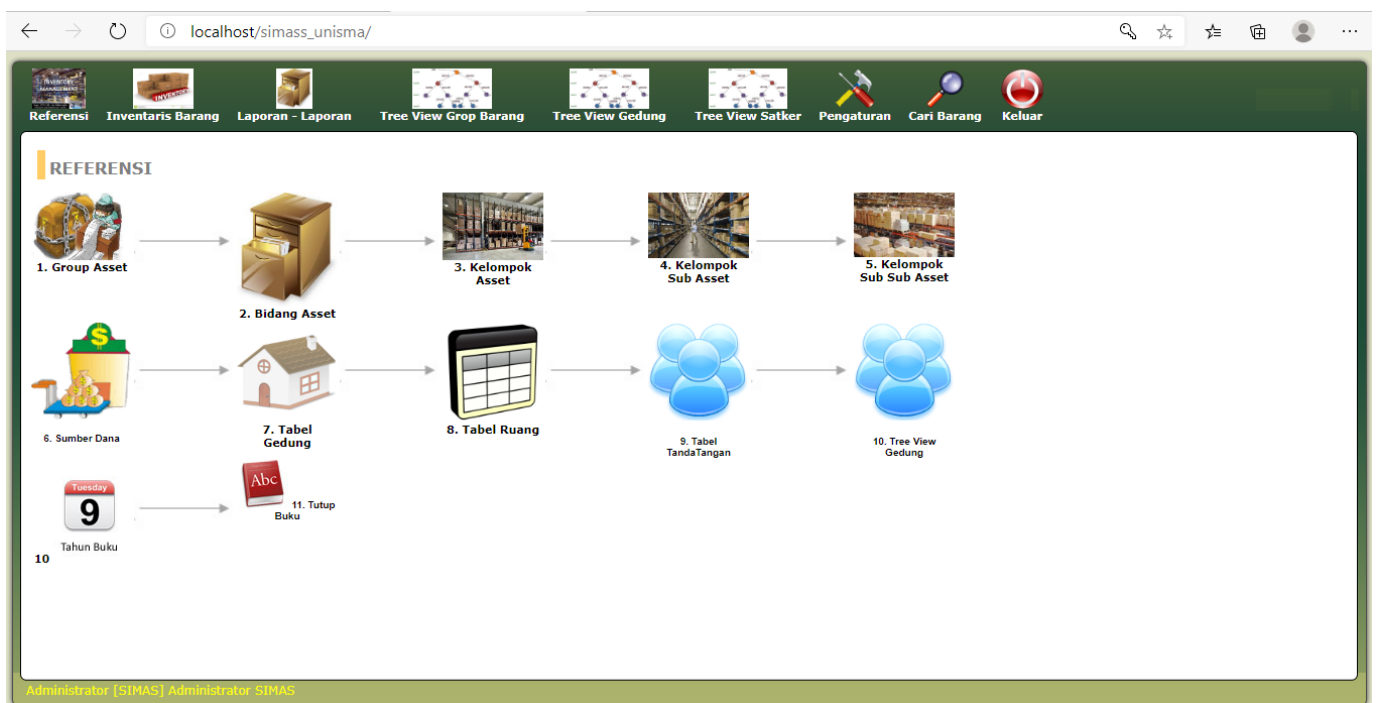 localhost/simass_unisma/
INVENTORY
MANAGEMENT
Referensi Inventaris Barang Laporan - Laporan Tree View Grop Barang Tree View Gedung Tree View Satker Pengaturan Cari Barang Keluar
REFERENSI
1. Group Asset
2. Bidang Asset
3. Kelompok
Asset
4. Kelompok
Sub Asset
5. Kelompok
Sub Sub Asset
6. Sumber Dana
7. Tabel
Gedung
8. Tabel Ruang
9. Tabel
TandaTangan
10. Tree View
Gedung
Tuesday
9
Tahun Buku
10
Abc
11. Tutup
Buku
Administrator [SIMAS] Administrator SIMAS